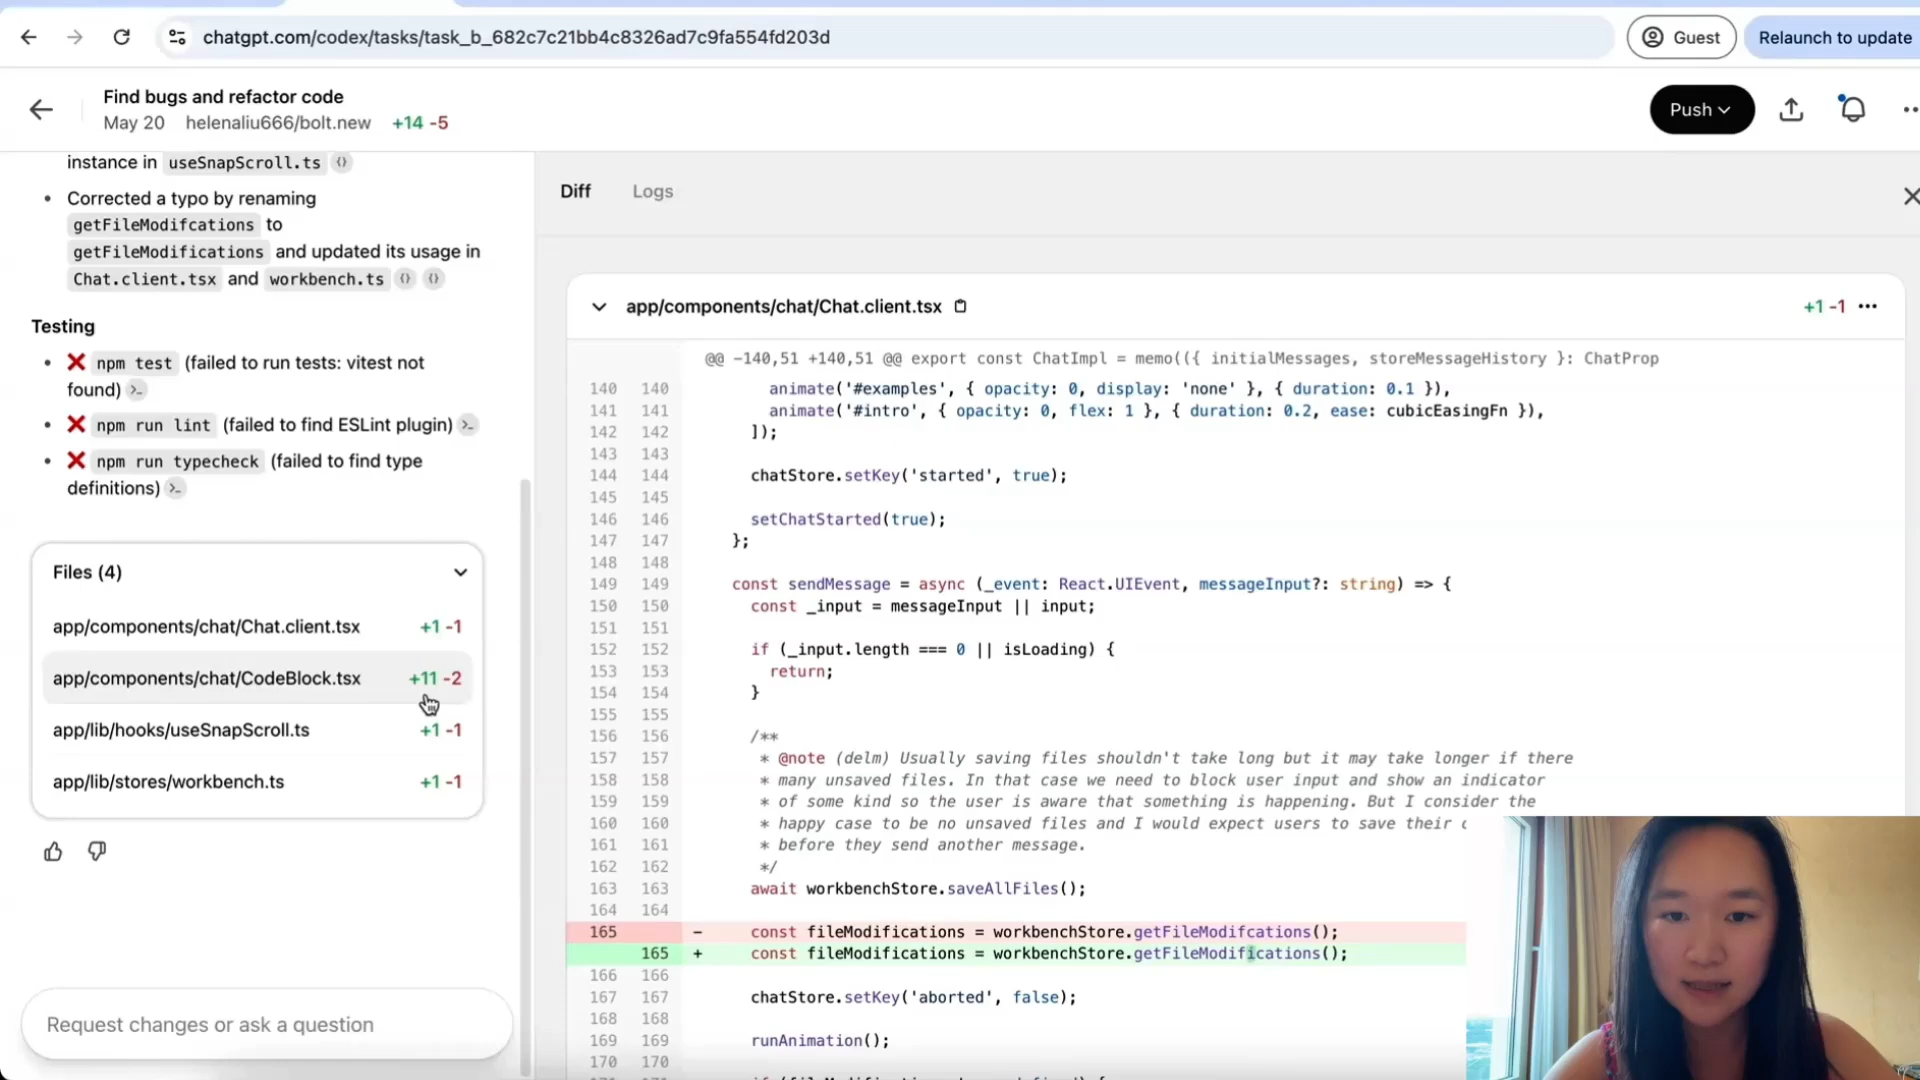 chatgpt.com/codex/tasks/task_b_682c7c21bb4c8326ad7c9fa554fd203d
Guest
Relaunch to update
Find bugs and refactor code
May 20 helenaliu666/bolt.new +14 -5
Push
instance in useSnapScroll.ts {}
• Corrected a typo by renaming
getFileModifcations to
getFileModifications and updated its usage in
Chat.client.tsx and workbench.ts {} {}
Testing
• ❌ npm test (failed to run tests: vitest not
found) >_
• ❌ npm run lint (failed to find ESLint plugin) >_
• ❌ npm run typecheck (failed to find type
definitions) >_
Files (4)
app/components/chat/Chat.client.tsx +1 -1
app/components/chat/CodeBlock.tsx +11 -2
app/lib/hooks/useSnapScroll.ts +1 -1
app/lib/stores/workbench.ts +1 -1
Request changes or ask a question
Diff Logs
app/components/chat/Chat.client.tsx +1 -1
@@ -140,51 +140,51 @@ export const ChatImpl = memo(({ initialMessages, storeMessageHistory }: ChatProp
140 140 animate('#examples', { opacity: 0, display: 'none' }, { duration: 0.1 }),
141 141 animate('#intro', { opacity: 0, flex: 1 }, { duration: 0.2, ease: cubicEasingFn }),
142 142 ]);
143 143
144 144 chatStore.setKey('started', true);
145 145
146 146 setChatStarted(true);
147 147 };
148 148
149 149 const sendMessage = async (_event: React.UIEvent, messageInput?: string) => {
150 150 const _input = messageInput || input;
151 151
152 152 if (_input.length === 0 || isLoading) {
153 153 return;
154 154 }
155 155
156 156 /**
157 157 * @note (delm) Usually saving files shouldn't take long but it may take longer if there
158 158 * many unsaved files. In that case we need to block user input and show an indicator
159 159 * of some kind so the user is aware that something is happening. But I consider the
160 160 * happy case to be no unsaved files and I would expect users to save their c
161 161 * before they send another message.
162 162 */
163 163 await workbenchStore.saveAllFiles();
164 164
165 - const fileModifications = workbenchStore.getFileModifcations();
165 + const fileModifications = workbenchStore.getFileModifications();
166 166
167 167 chatStore.setKey('aborted', false);
168 168
169 169 runAnimation();
170 170